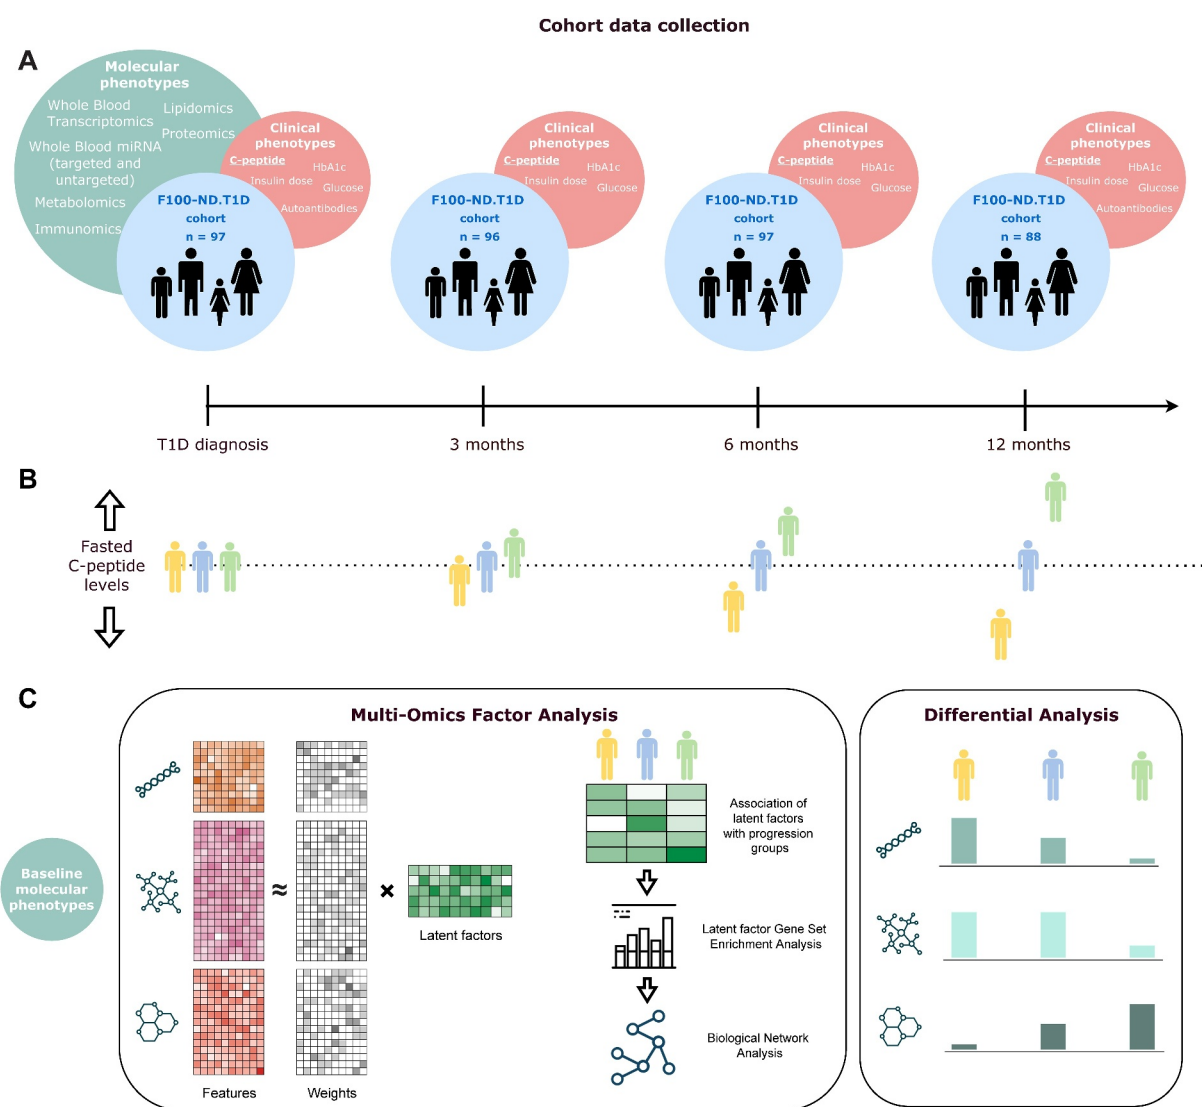 Cohort data collection
A
Molecular
phenotypes
Whole Blood
Transcriptomics
Lipidomics
Proteomics
Whole Blood miRNA
(targeted and
untargeted)
Metabolomics
Immunomics
Clinical
phenotypes
C-peptide
HbA1c
Insulin dose
Glucose
Autoantibodies
F100-ND.T1D
cohort
n = 97
Clinical
phenotypes
C-peptide
HbA1c
Insulin dose
Glucose
F100-ND.T1D
cohort
n = 96
Clinical
phenotypes
C-peptide
HbA1c
Insulin dose
Glucose
F100-ND.T1D
cohort
n = 97
Clinical
phenotypes
C-peptide
HbA1c
Insulin dose
Glucose
Autoantibodies
F100-ND.T1D
cohort
n = 88
T1D diagnosis
3 months
6 months
12 months
B
Fasted
C-peptide
levels
C
Baseline
molecular
phenotypes
Multi-Omics Factor Analysis
≈
×
Features
Weights
Latent factors
Association of
latent factors
with progression
groups
Latent factor Gene Set
Enrichment Analysis
Biological Network
Analysis
Differential Analysis